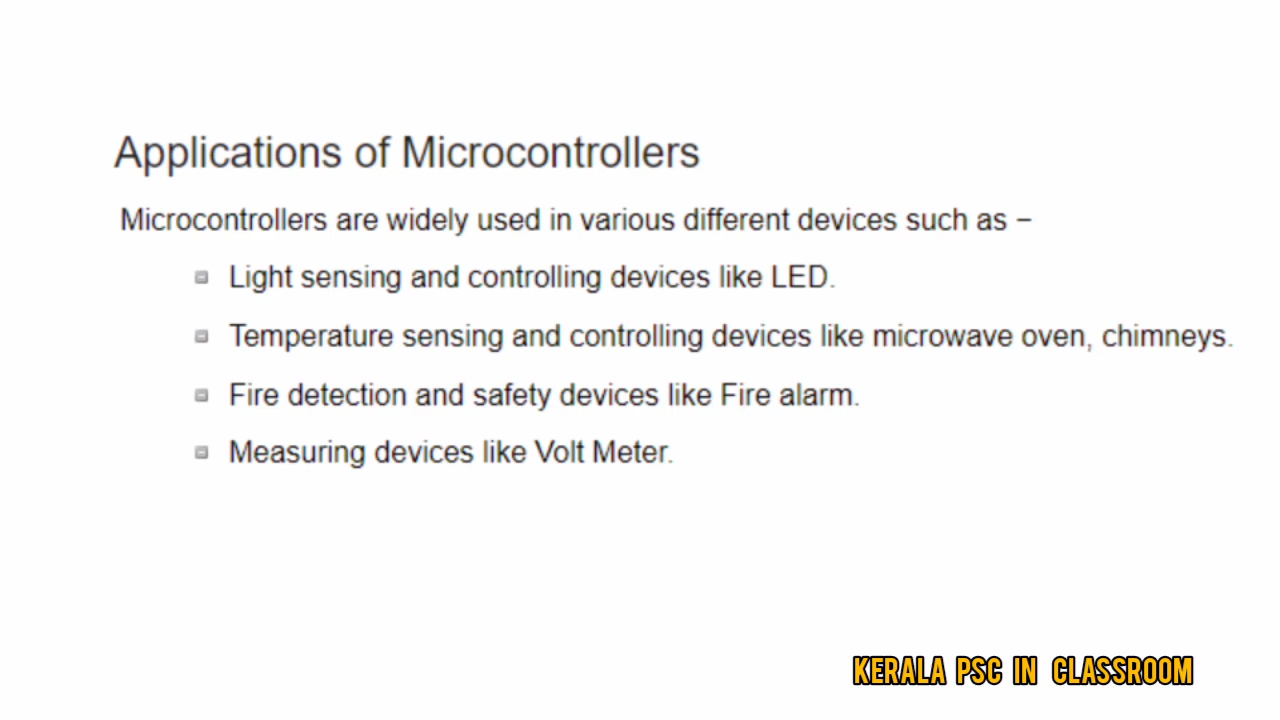 Applications of Microcontrollers
Microcontrollers are widely used in various different devices such as −
Light sensing and controlling devices like LED.
Temperature sensing and controlling devices like microwave oven, chimneys.
Fire detection and safety devices like Fire alarm.
Measuring devices like Volt Meter.
KERALA PSC IN CLASSROOM